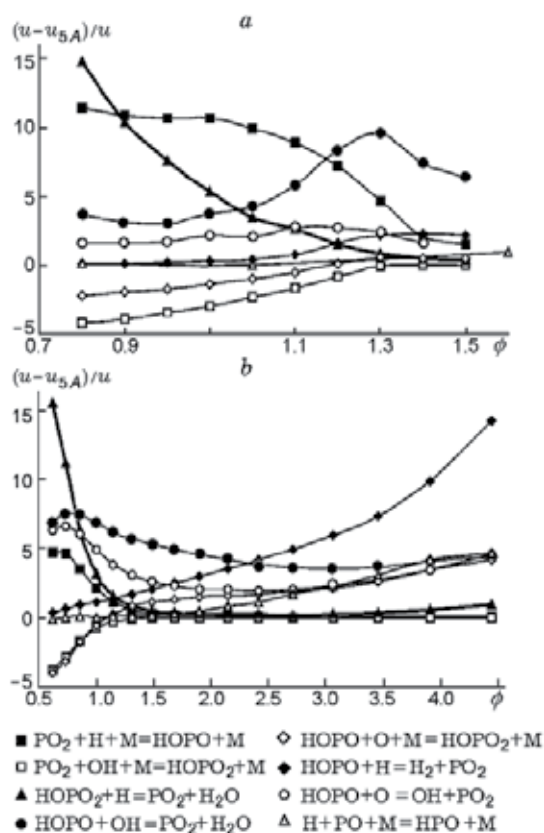 (u−u5A)/u a
15
10
5
0
−5
0.7 0.9 1.1 1.3 1.5 ϕ
(u−u5A)/u b
15
10
5
0
−5
0.5 1.0 1.5 2.0 2.5 3.0 3.5 4.0 ϕ
■ PO2+H+M=HOPO+M ◇ HOPO+O+M=HOPO2+M
□ PO2+OH+M=HOPO2+M ◆ HOPO+H=H2+PO2
▲ HOPO2+H=PO2+H2O ○ HOPO+O=OH+PO2
● HOPO+OH=PO2+H2O △ H+PO+M=HPO+M